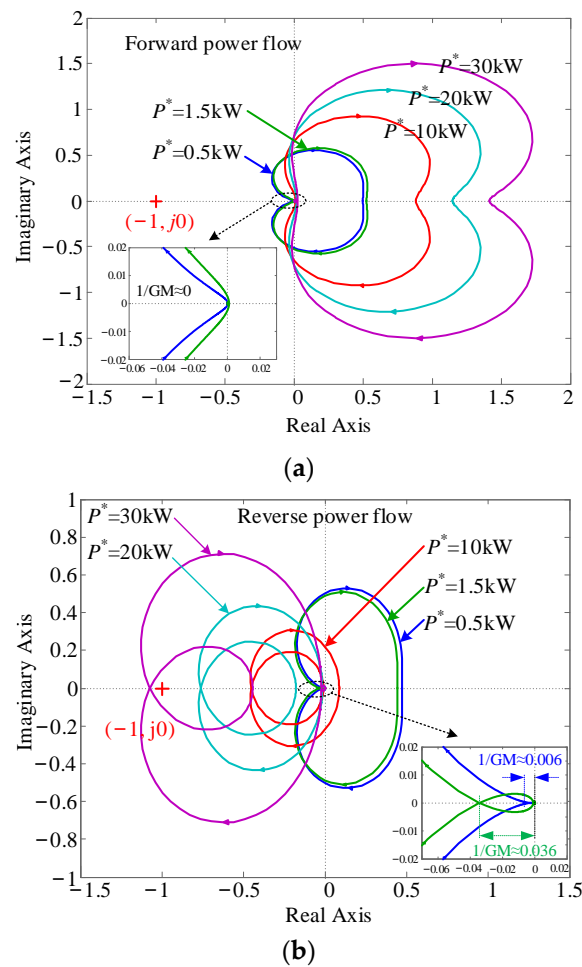 2
1.5
1
0.5
0
−0.5
−1
−1.5
−2
Imaginary Axis
Forward power flow
P*=30kW
P*=20kW
P*=10kW
P*=1.5kW
P*=0.5kW
(−1, j0)
0.02
0.01
0
−0.01
−0.02
1/GM≈0
−0.06 −0.04 −0.02 0 0.02
−1.5 −1 −0.5 0 0.5 1 1.5 2
Real Axis
(a)
1
0.8
0.6
0.4
0.2
0
−0.2
−0.4
−0.6
−0.8
−1
Imaginary Axis
Reverse power flow
P*=30kW
P*=20kW
P*=10kW
P*=1.5kW
P*=0.5kW
(−1, j0)
0.02
0.01
0
−0.01
−0.02
1/GM≈0.006
1/GM≈0.036
−0.06 −0.04 −0.02 0 0.02
−1.5 −1 −0.5 0 0.5 1 1.5
Real Axis
(b)